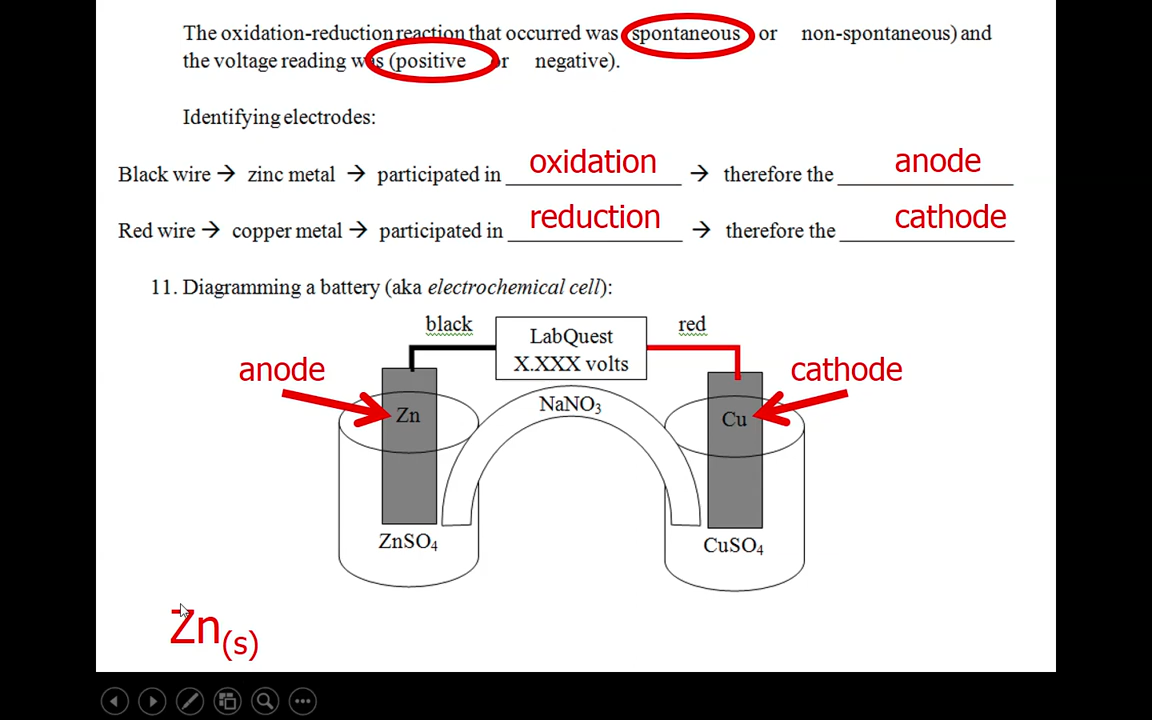 The oxidation-reduction reaction that occurred was spontaneous or non-spontaneous) and
the voltage reading was (positive or negative).
Identifying electrodes:
Black wire → zinc metal → participated in oxidation → therefore the anode
Red wire → copper metal → participated in reduction → therefore the cathode
11. Diagramming a battery (aka electrochemical cell):
black LabQuest red
X.XXX volts
anode cathode
NaNO₃
Zn Cu
ZnSO₄ CuSO₄
Zn(s)